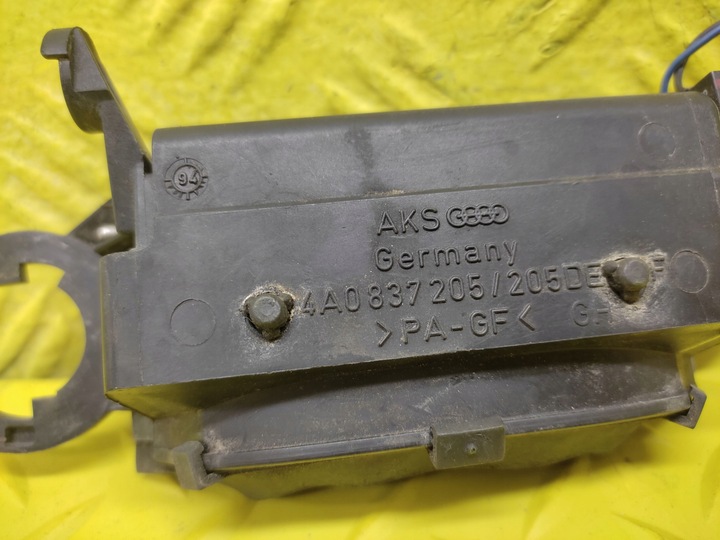 94
AKS
Germany
4A0 837 205 / 205DE
>PA-GF<